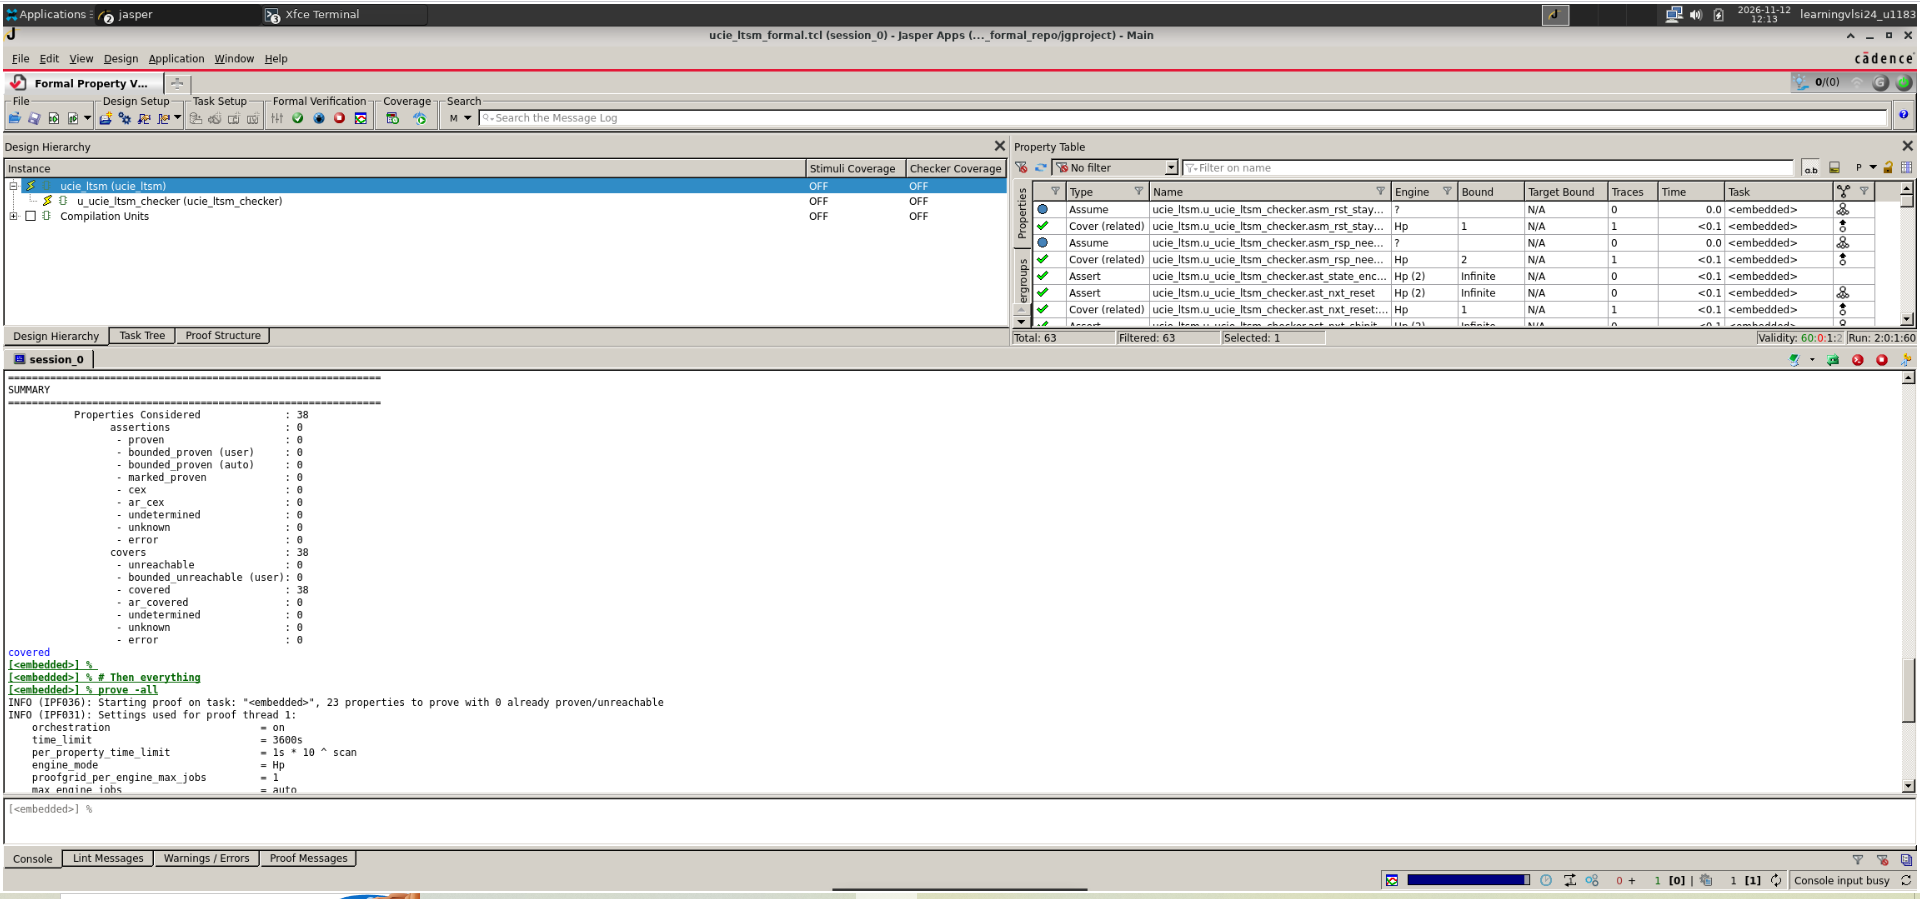 Applications jasper Xfce Terminal 2026-11-12 12:13 learningvlsi24_u1183
2
3
ucie_ltsm_formal.tcl (session_0) - Jasper Apps (..._formal_repo/jgproject) - Main
File Edit View Design Application Window Help cādence
Formal Property V... 0/(0)
File Design Setup Task Setup Formal Verification Coverage Search
M Search the Message Log
Design Hierarchy
Instance Stimuli Coverage Checker Coverage
ucie_ltsm (ucie_ltsm) OFF OFF
u_ucie_ltsm_checker (ucie_ltsm_checker) OFF OFF
Compilation Units OFF OFF
Design Hierarchy Task Tree Proof Structure
Property Table
No filter Filter on name a.b P
Properties
ergroups
Type Name Engine Bound Target Bound Traces Time Task
Assume ucie_ltsm.u_ucie_ltsm_checker.asm_rst_stay... ? N/A 0 0.0 <embedded>
Cover (related) ucie_ltsm.u_ucie_ltsm_checker.asm_rst_stay... Hp 1 N/A 1 <0.1 <embedded>
Assume ucie_ltsm.u_ucie_ltsm_checker.asm_rsp_nee... ? N/A 0 0.0 <embedded>
Cover (related) ucie_ltsm.u_ucie_ltsm_checker.asm_rsp_nee... Hp 2 N/A 1 <0.1 <embedded>
Assert ucie_ltsm.u_ucie_ltsm_checker.ast_state_enc... Hp (2) Infinite N/A 0 <0.1 <embedded>
Assert ucie_ltsm.u_ucie_ltsm_checker.ast_nxt_reset Hp (2) Infinite N/A 0 <0.1 <embedded>
Cover (related) ucie_ltsm.u_ucie_ltsm_checker.ast_nxt_reset:... Hp 1 N/A 1 <0.1 <embedded>
Total: 63 Filtered: 63 Selected: 1 Validity: 60:0:1:2 Run: 2:0:1:60
session_0
==============================================================
SUMMARY
==============================================================
Properties Considered : 38
assertions : 0
- proven : 0
- bounded_proven (user) : 0
- bounded_proven (auto) : 0
- marked_proven : 0
- cex : 0
- ar_cex : 0
- undetermined : 0
- unknown : 0
- error : 0
covers : 38
- unreachable : 0
- bounded_unreachable (user): 0
- covered : 38
- ar_covered : 0
- undetermined : 0
- unknown : 0
- error : 0
covered
[<embedded>] %
[<embedded>] % # Then everything
[<embedded>] % prove -all
INFO (IPF036): Starting proof on task: "<embedded>", 23 properties to prove with 0 already proven/unreachable
INFO (IPF031): Settings used for proof thread 1:
orchestration = on
time_limit = 3600s
per_property_time_limit = 1s * 10 ^ scan
engine_mode = Hp
proofgrid_per_engine_max_jobs = 1
max_engine_jobs = auto
[<embedded>] %
Console Lint Messages Warnings / Errors Proof Messages
0 + 1 [0] | 1 [1] Console input busy